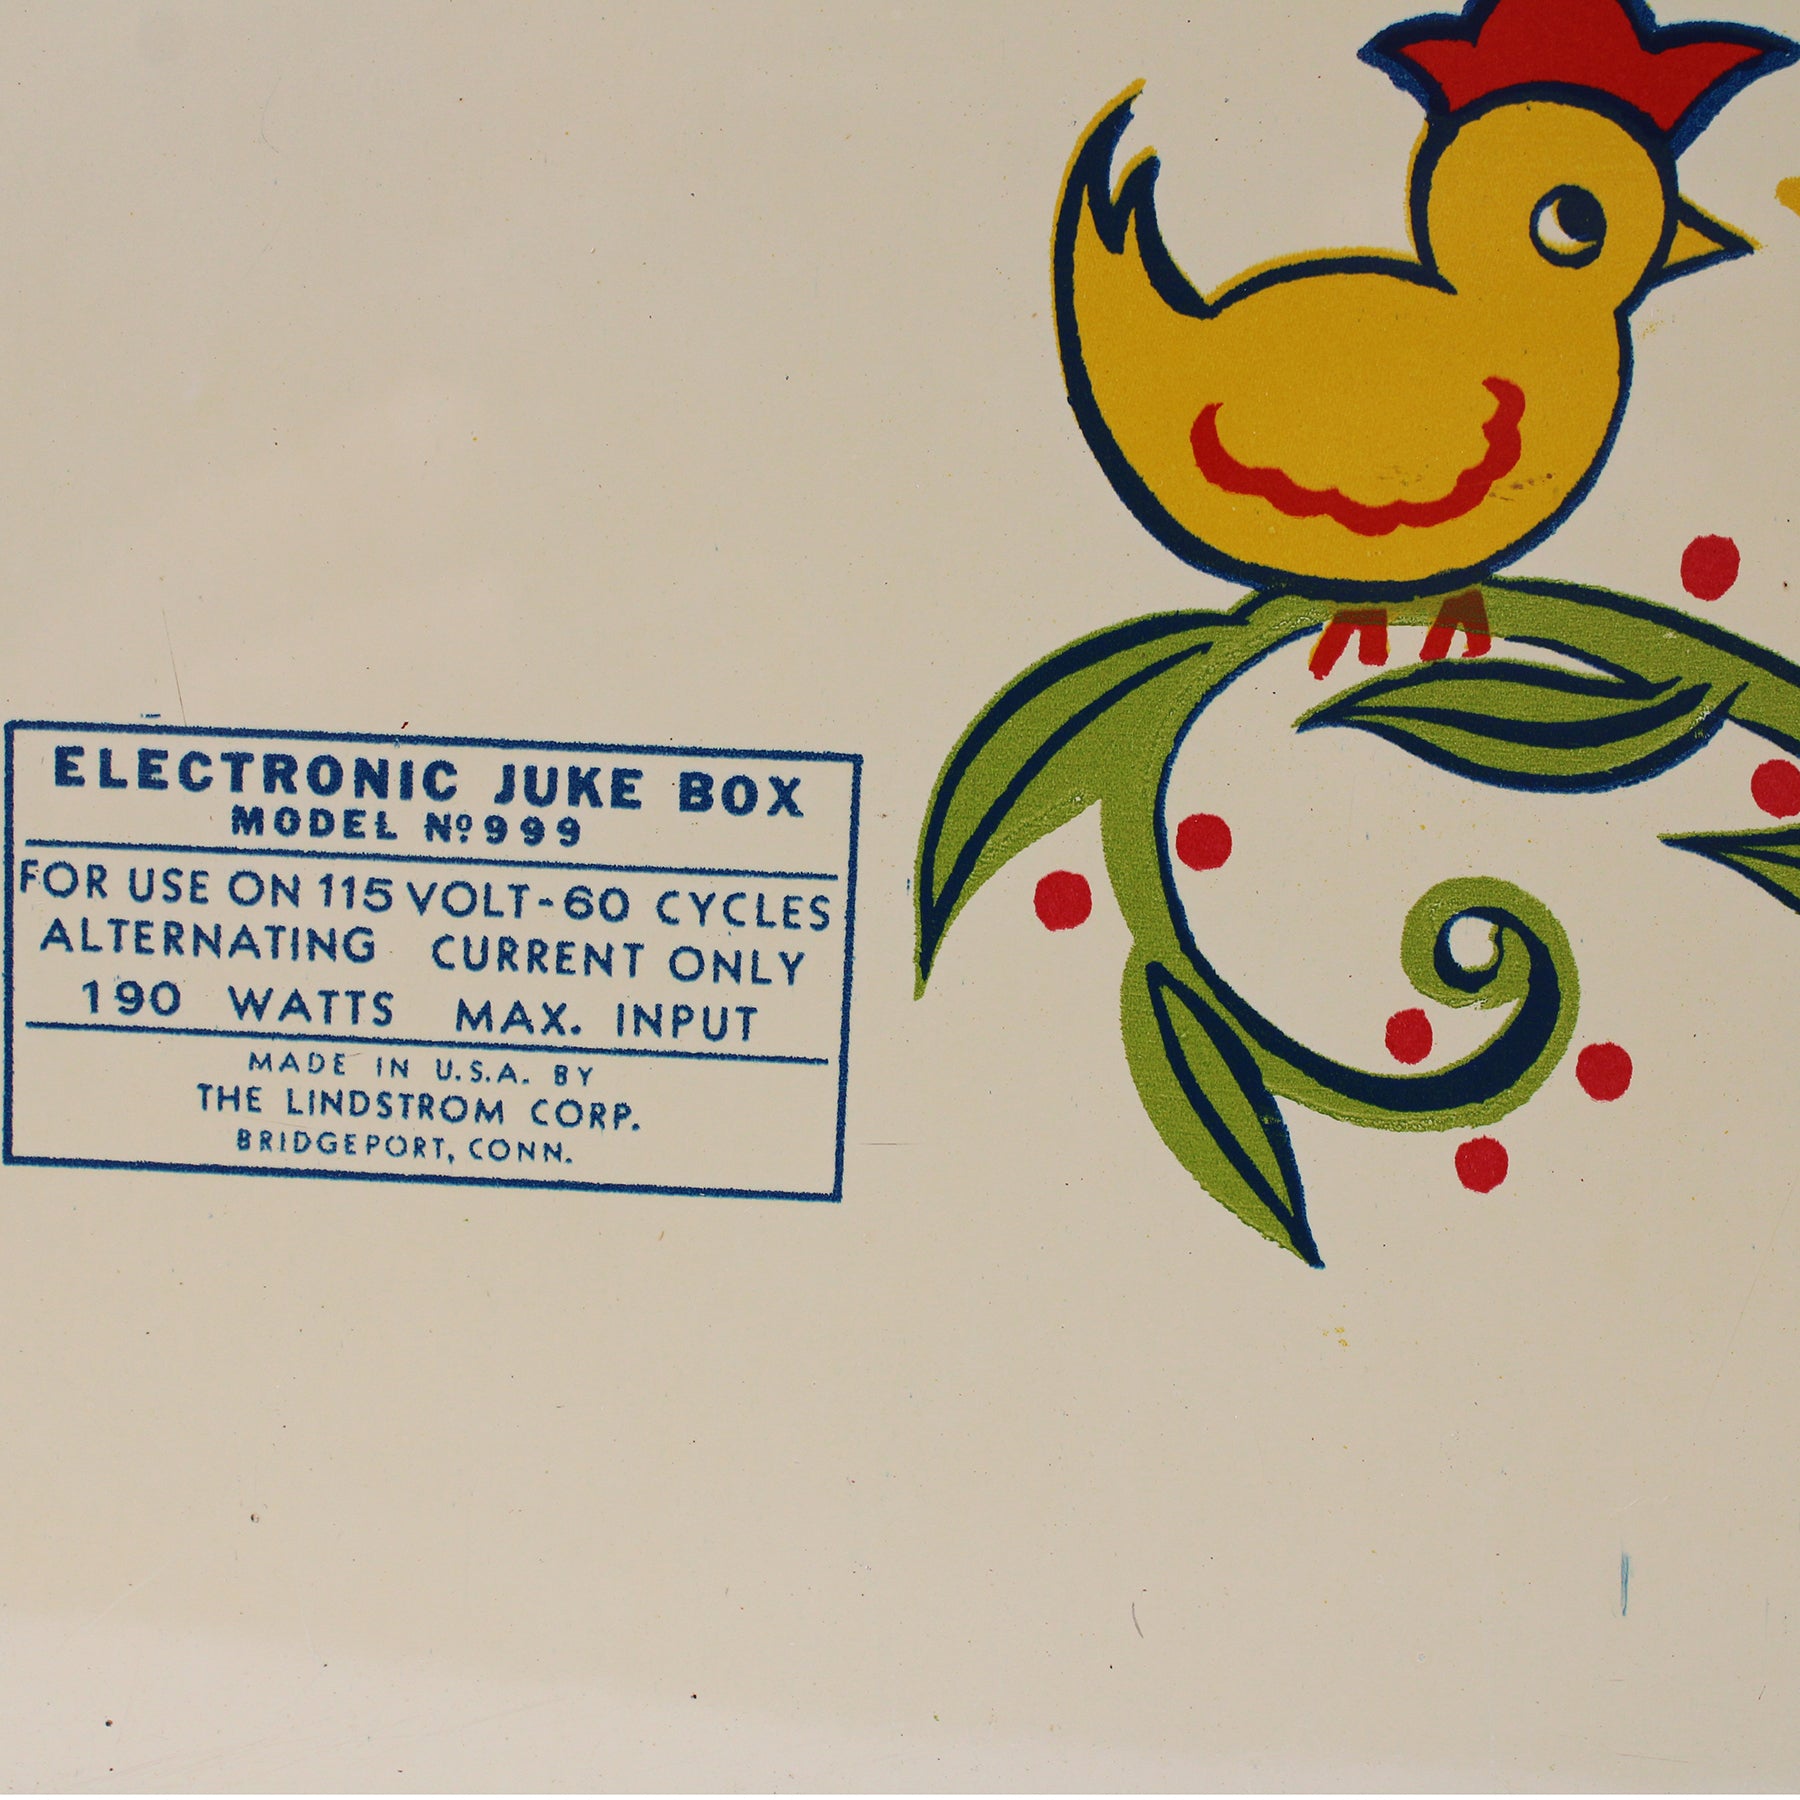 ELECTRONIC JUKE BOX
MODEL Nº 999
FOR USE ON 115 VOLT-60 CYCLES
ALTERNATING CURRENT ONLY
190 WATTS MAX. INPUT
MADE IN U.S.A. BY
THE LINDSTROM CORP.
BRIDGEPORT, CONN.